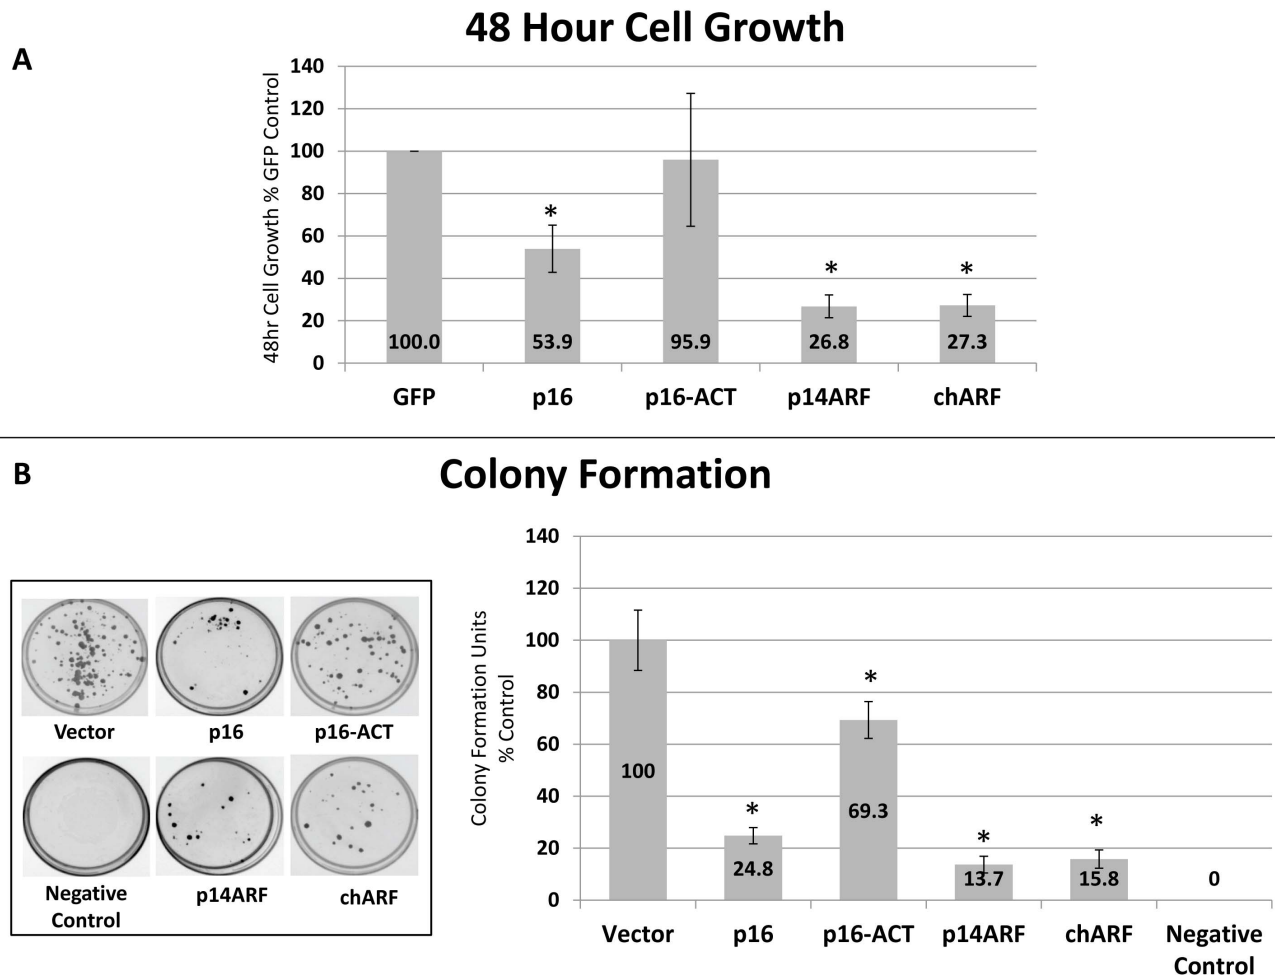 48 Hour Cell Growth
A
48hr Cell Growth % GFP Control
140
120
100
80
60
40
20
0
*
*
*
100.0
53.9
95.9
26.8
27.3
GFP
p16
p16-ACT
p14ARF
chARF
B
Colony Formation
Vector
p16
p16-ACT
Negative
Control
p14ARF
chARF
Colony Formation Units
% Control
140
120
100
80
60
40
20
0
*
*
*
*
100
24.8
69.3
13.7
15.8
0
Vector
p16
p16-ACT
p14ARF
chARF
Negative
Control